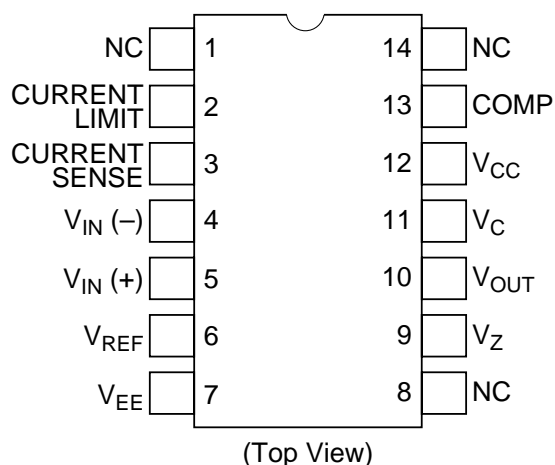 NC 1 14 NC
CURRENT
LIMIT 2 13 COMP
CURRENT
SENSE 3 12 VCC
VIN (–) 4 11 VC
VIN (+) 5 10 VOUT
VREF 6 9 VZ
VEE 7 8 NC
(Top View)